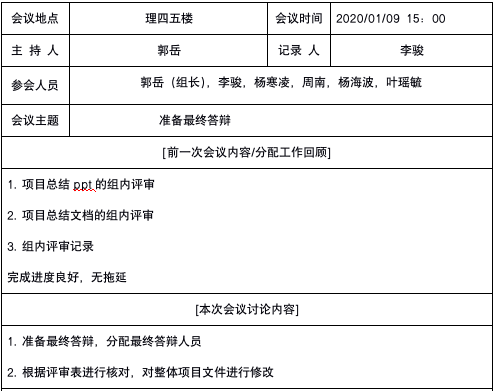 会议地点 理四五楼 会议时间 2020/01/09 15：00
主 持 人 郭岳 记录 人 李骏
参会人员 郭岳（组长），李骏，杨寒凌，周南，杨海波，叶瑶毓
会议主题 准备最终答辩
[前一次会议内容/分配工作回顾]
1. 项目总结 ppt 的组内评审
2. 项目总结文档的组内评审
3. 组内评审记录
完成进度良好，无拖延
[本次会议讨论内容]
1. 准备最终答辩，分配最终答辩人员
2. 根据评审表进行核对，对整体项目文件进行修改